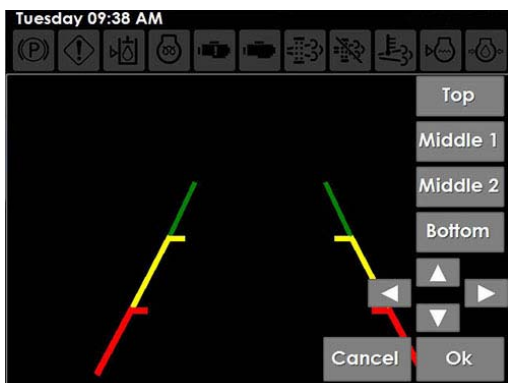 Tuesday 09:38 AM
(P)
Top
Middle 1
Middle 2
Bottom
Cancel
Ok